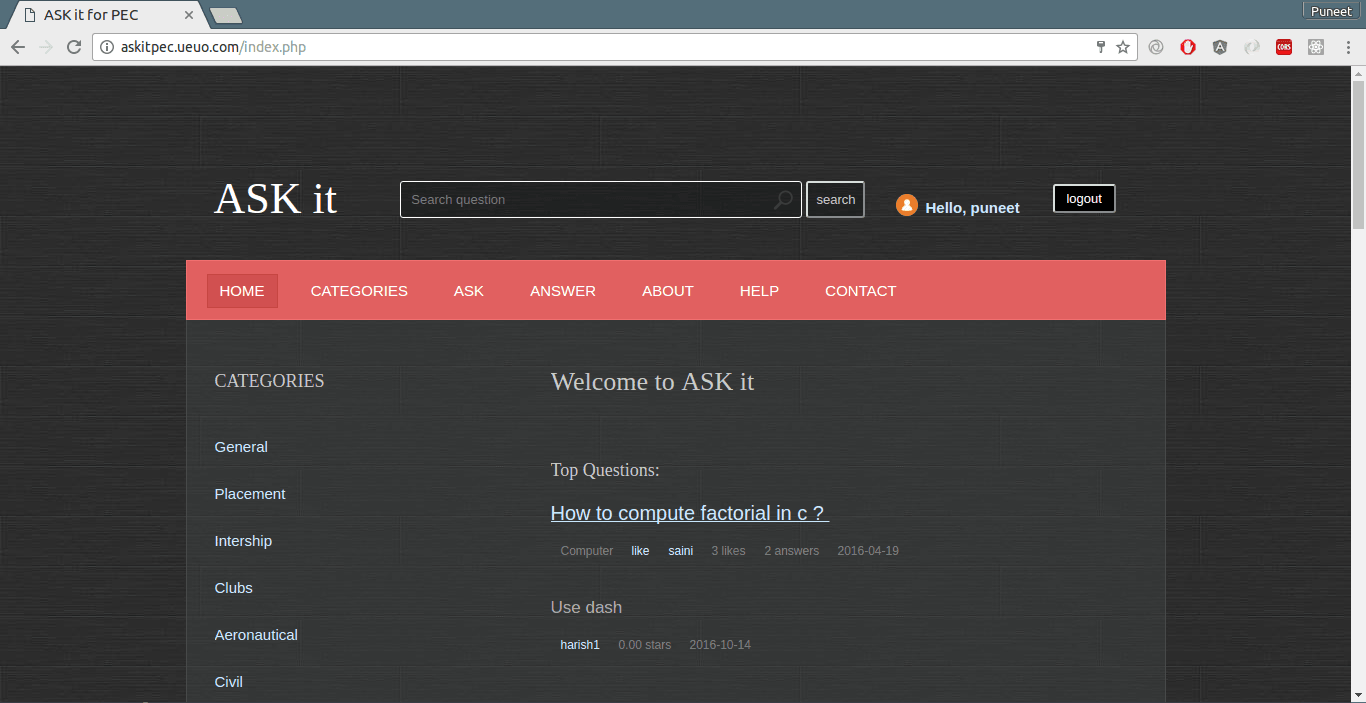 ASK it for PEC
Puneet
askitpec.ueuo.com/index.php
CORS
ASK it
Search question
search
Hello, puneet
logout
HOME CATEGORIES ASK ANSWER ABOUT HELP CONTACT
CATEGORIES
General
Placement
Intership
Clubs
Aeronautical
Civil
Welcome to ASK it
Top Questions:
How to compute factorial in c ?
Computer like saini 3 likes 2 answers 2016-04-19
Use dash
harish1 0.00 stars 2016-10-14